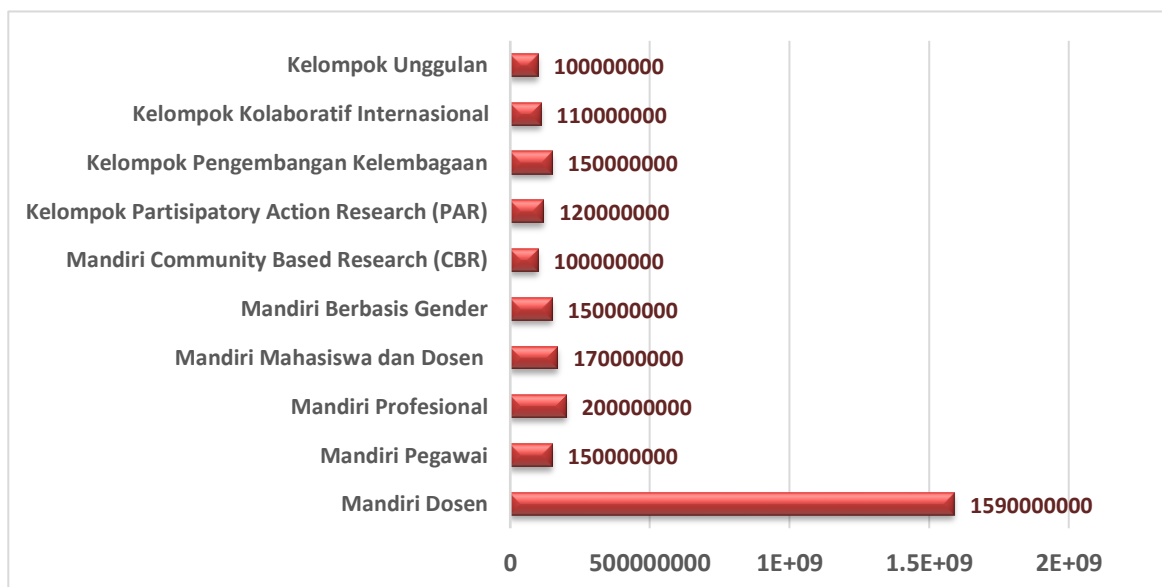 Kelompok Unggulan 100000000
Kelompok Kolaboratif Internasional 110000000
Kelompok Pengembangan Kelembagaan 150000000
Kelompok Partisipatory Action Research (PAR) 120000000
Mandiri Community Based Research (CBR) 100000000
Mandiri Berbasis Gender 150000000
Mandiri Mahasiswa dan Dosen 170000000
Mandiri Profesional 200000000
Mandiri Pegawai 150000000
Mandiri Dosen 1590000000
0 500000000 1E+09 1.5E+09 2E+09